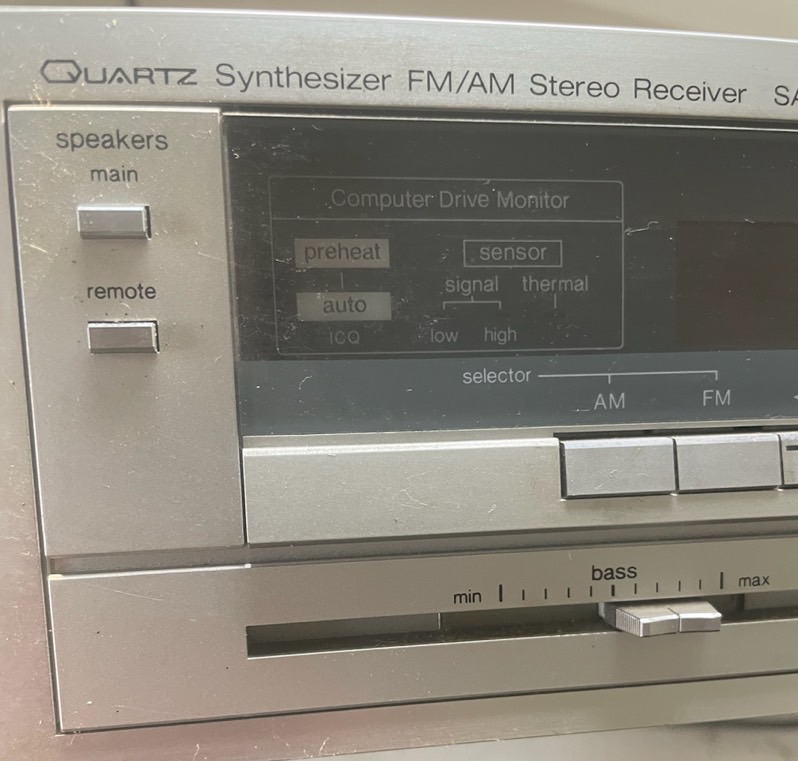 QUARTZ Synthesizer FM/AM Stereo Receiver SA
speakers
main
remote
Computer Drive Monitor
preheat
sensor
signal thermal
auto
ICQ low high
selector
AM FM
bass
min max